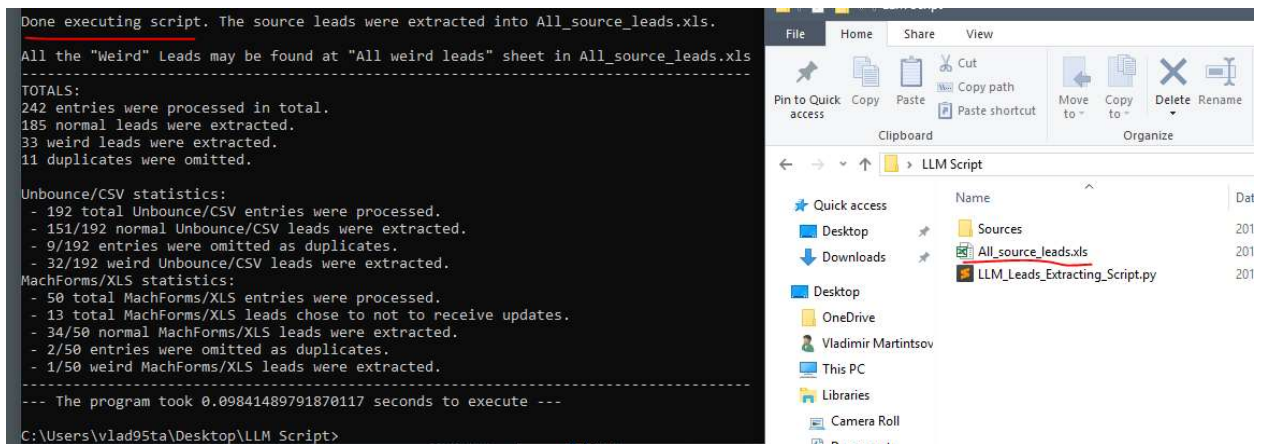 Done executing script. The source leads were extracted into All_source_leads.xls.
All the "Weird" Leads may be found at "All weird leads" sheet in All_source_leads.xls
--------------------------------------------------------------------------------
TOTALS:
242 entries were processed in total.
185 normal leads were extracted.
33 weird leads were extracted.
11 duplicates were omitted.
Unbounce/CSV statistics:
- 192 total Unbounce/CSV entries were processed.
- 151/192 normal Unbounce/CSV leads were extracted.
- 9/192 entries were omitted as duplicates.
- 32/192 weird Unbounce/CSV leads were extracted.
MachForms/XLS statistics:
- 50 total MachForms/XLS entries were processed.
- 13 total MachForms/XLS leads chose to not to receive updates.
- 34/50 normal MachForms/XLS leads were extracted.
- 2/50 entries were omitted as duplicates.
- 1/50 weird MachForms/XLS leads were extracted.
--------------------------------------------------------------------------------
--- The program took 0.09841489791870117 seconds to execute ---
C:\Users\vlad95ta\Desktop\LLM Script>
File Home Share View
Pin to Quick access
Copy
Paste
Cut
Copy path
Paste shortcut
Move to
Copy to
Delete
Rename
Clipboard
Organize
LLM Script
Name
Dat
Quick access
Desktop
Downloads
Desktop
OneDrive
Vladimir Martintsov
This PC
Libraries
Camera Roll
Sources 201
All_source_leads.xls 201
LLM_Leads_Extracting_Script.py 201